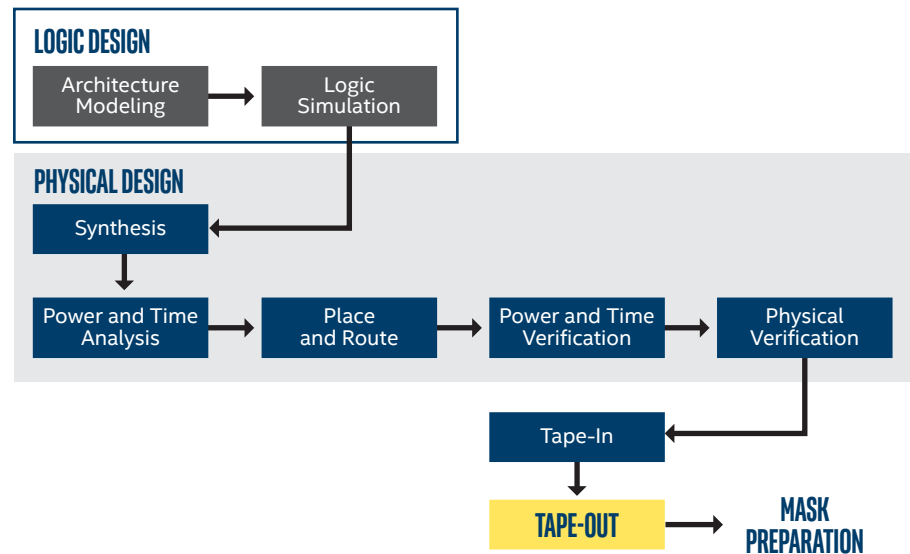 LOGIC DESIGN
Architecture
Modeling
Logic
Simulation
PHYSICAL DESIGN
Synthesis
Power and Time
Analysis
Place
and Route
Power and Time
Verification
Physical
Verification
Tape-In
TAPE-OUT
MASK
PREPARATION